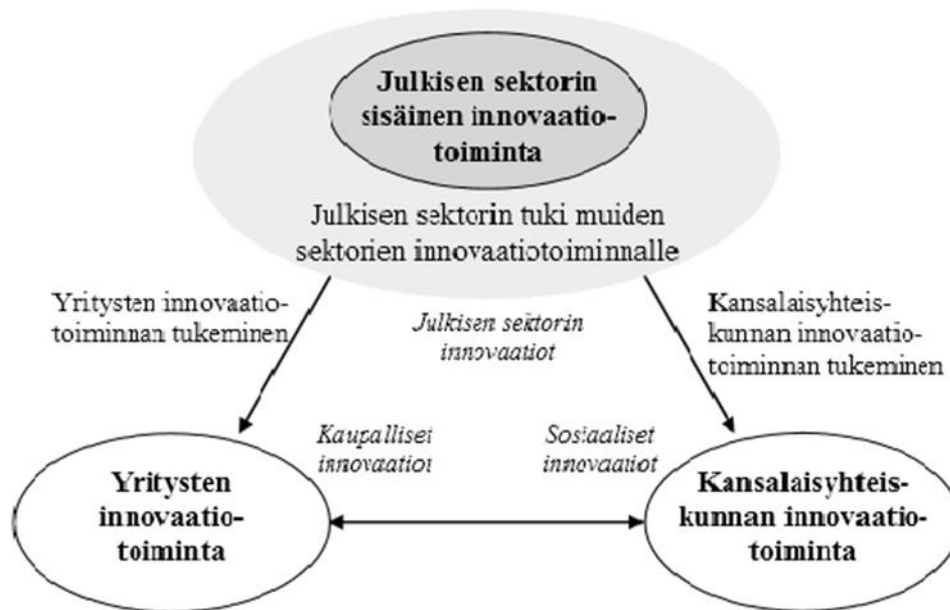 Julkisen sektorin
sisäinen innovaatio-
toiminta
Julkisen sektorin tuki muiden
sektorien innovaatiotoiminnalle
Yritysten innovaatio-
toiminnan tukeminen
Julkisen sektorin
innovaatiot
Kansalaisyhteis-
kunnan innovaatio-
toiminnan tukeminen
Kaupalliset
innovaatiot
Sosiaaliset
innovaatiot
Yritysten
innovaatio-
toiminta
Kansalaisyhteis-
kunnan innovaatio-
toiminta